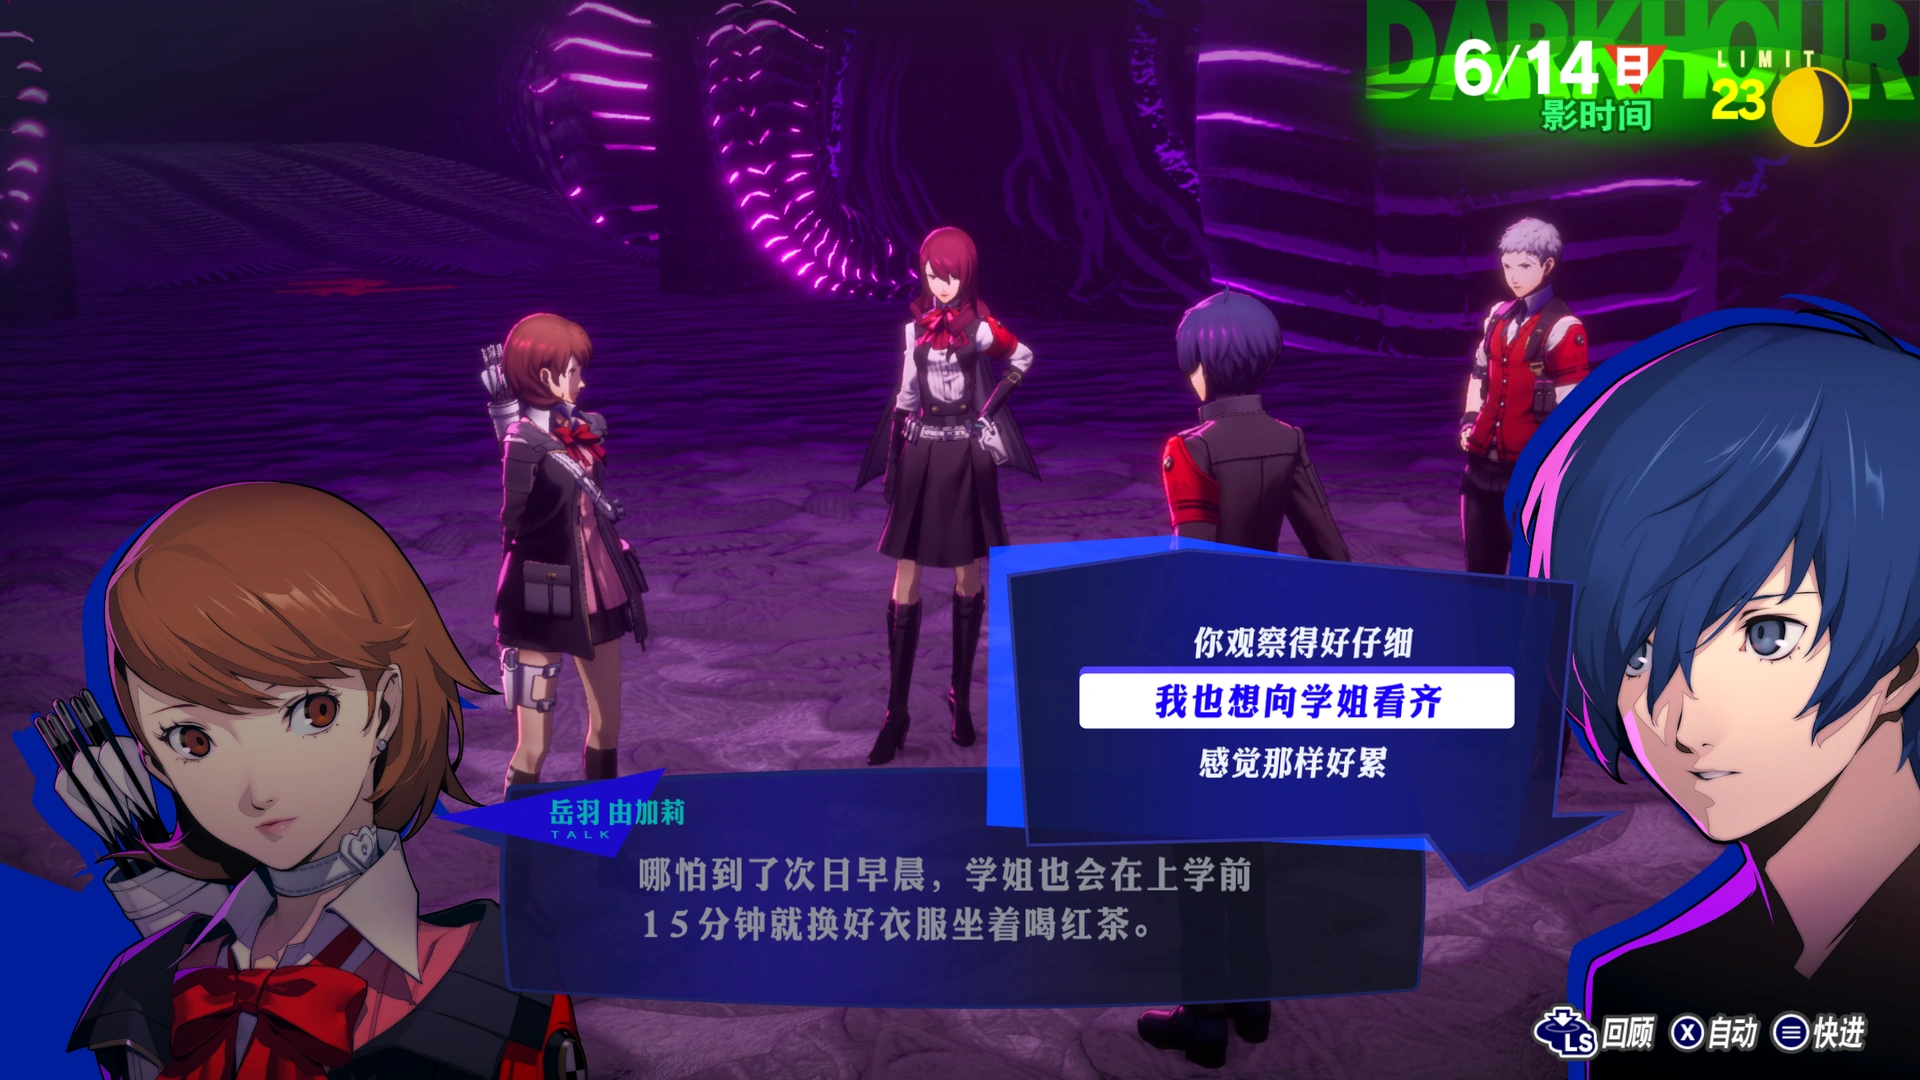 DARK HOUR
6/14 日
影时间
LIMIT
23
你观察得好仔细
我也想向学姐看齐
感觉那样好累
岳羽 由加莉
TALK
哪怕到了次日早晨，学姐也会在上学前
15分钟就换好衣服坐着喝红茶。
LS 回顾 X 自动 快进